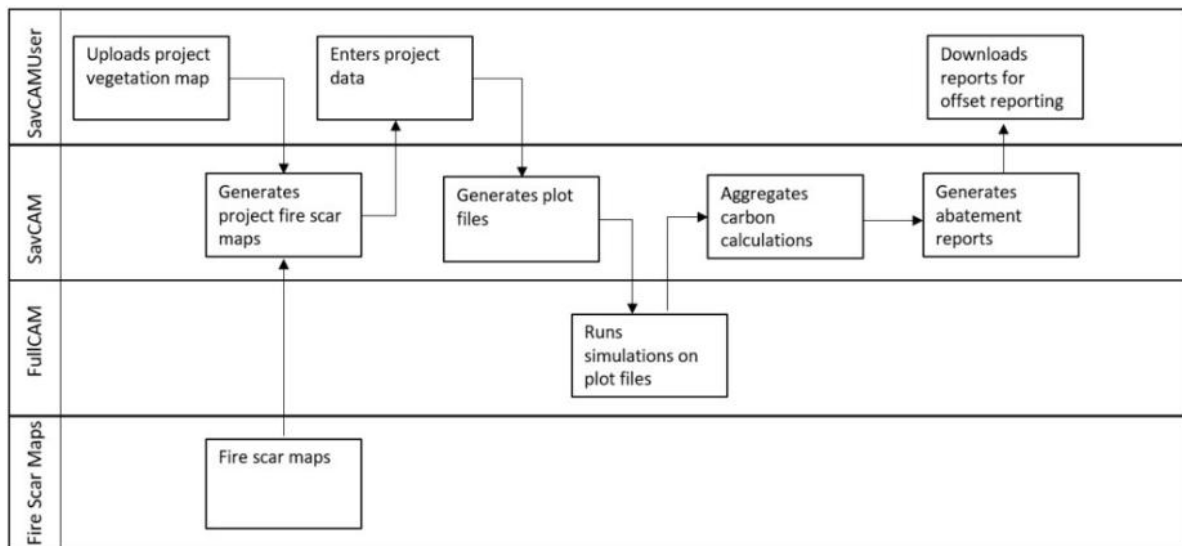 SavCAMUser
Uploads project
vegetation map
Enters project
data
Downloads
reports for
offset reporting
SavCAM
Generates
project fire scar
maps
Generates plot
files
Aggregates
carbon
calculations
Generates
abatement
reports
FullCAM
Runs
simulations on
plot files
Fire Scar Maps
Fire scar maps